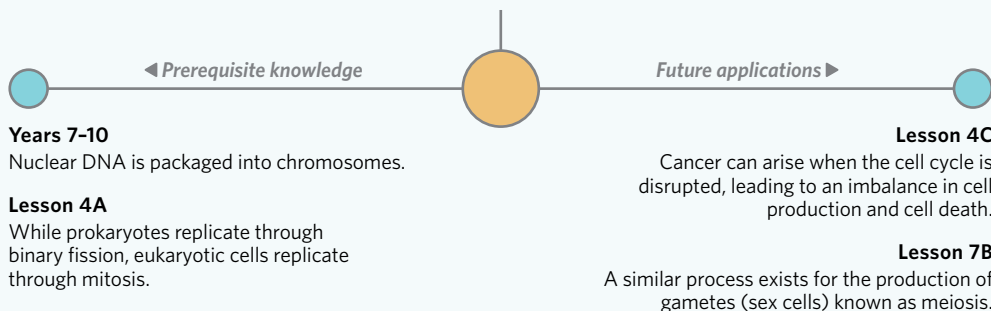 ◀ Prerequisite knowledge
Future applications ▶
Years 7–10
Nuclear DNA is packaged into chromosomes.
Lesson 4A
While prokaryotes replicate through
binary fission, eukaryotic cells replicate
through mitosis.
Lesson 4C
Cancer can arise when the cell cycle is
disrupted, leading to an imbalance in cell
production and cell death.
Lesson 7B
A similar process exists for the production of
gametes (sex cells) known as meiosis.